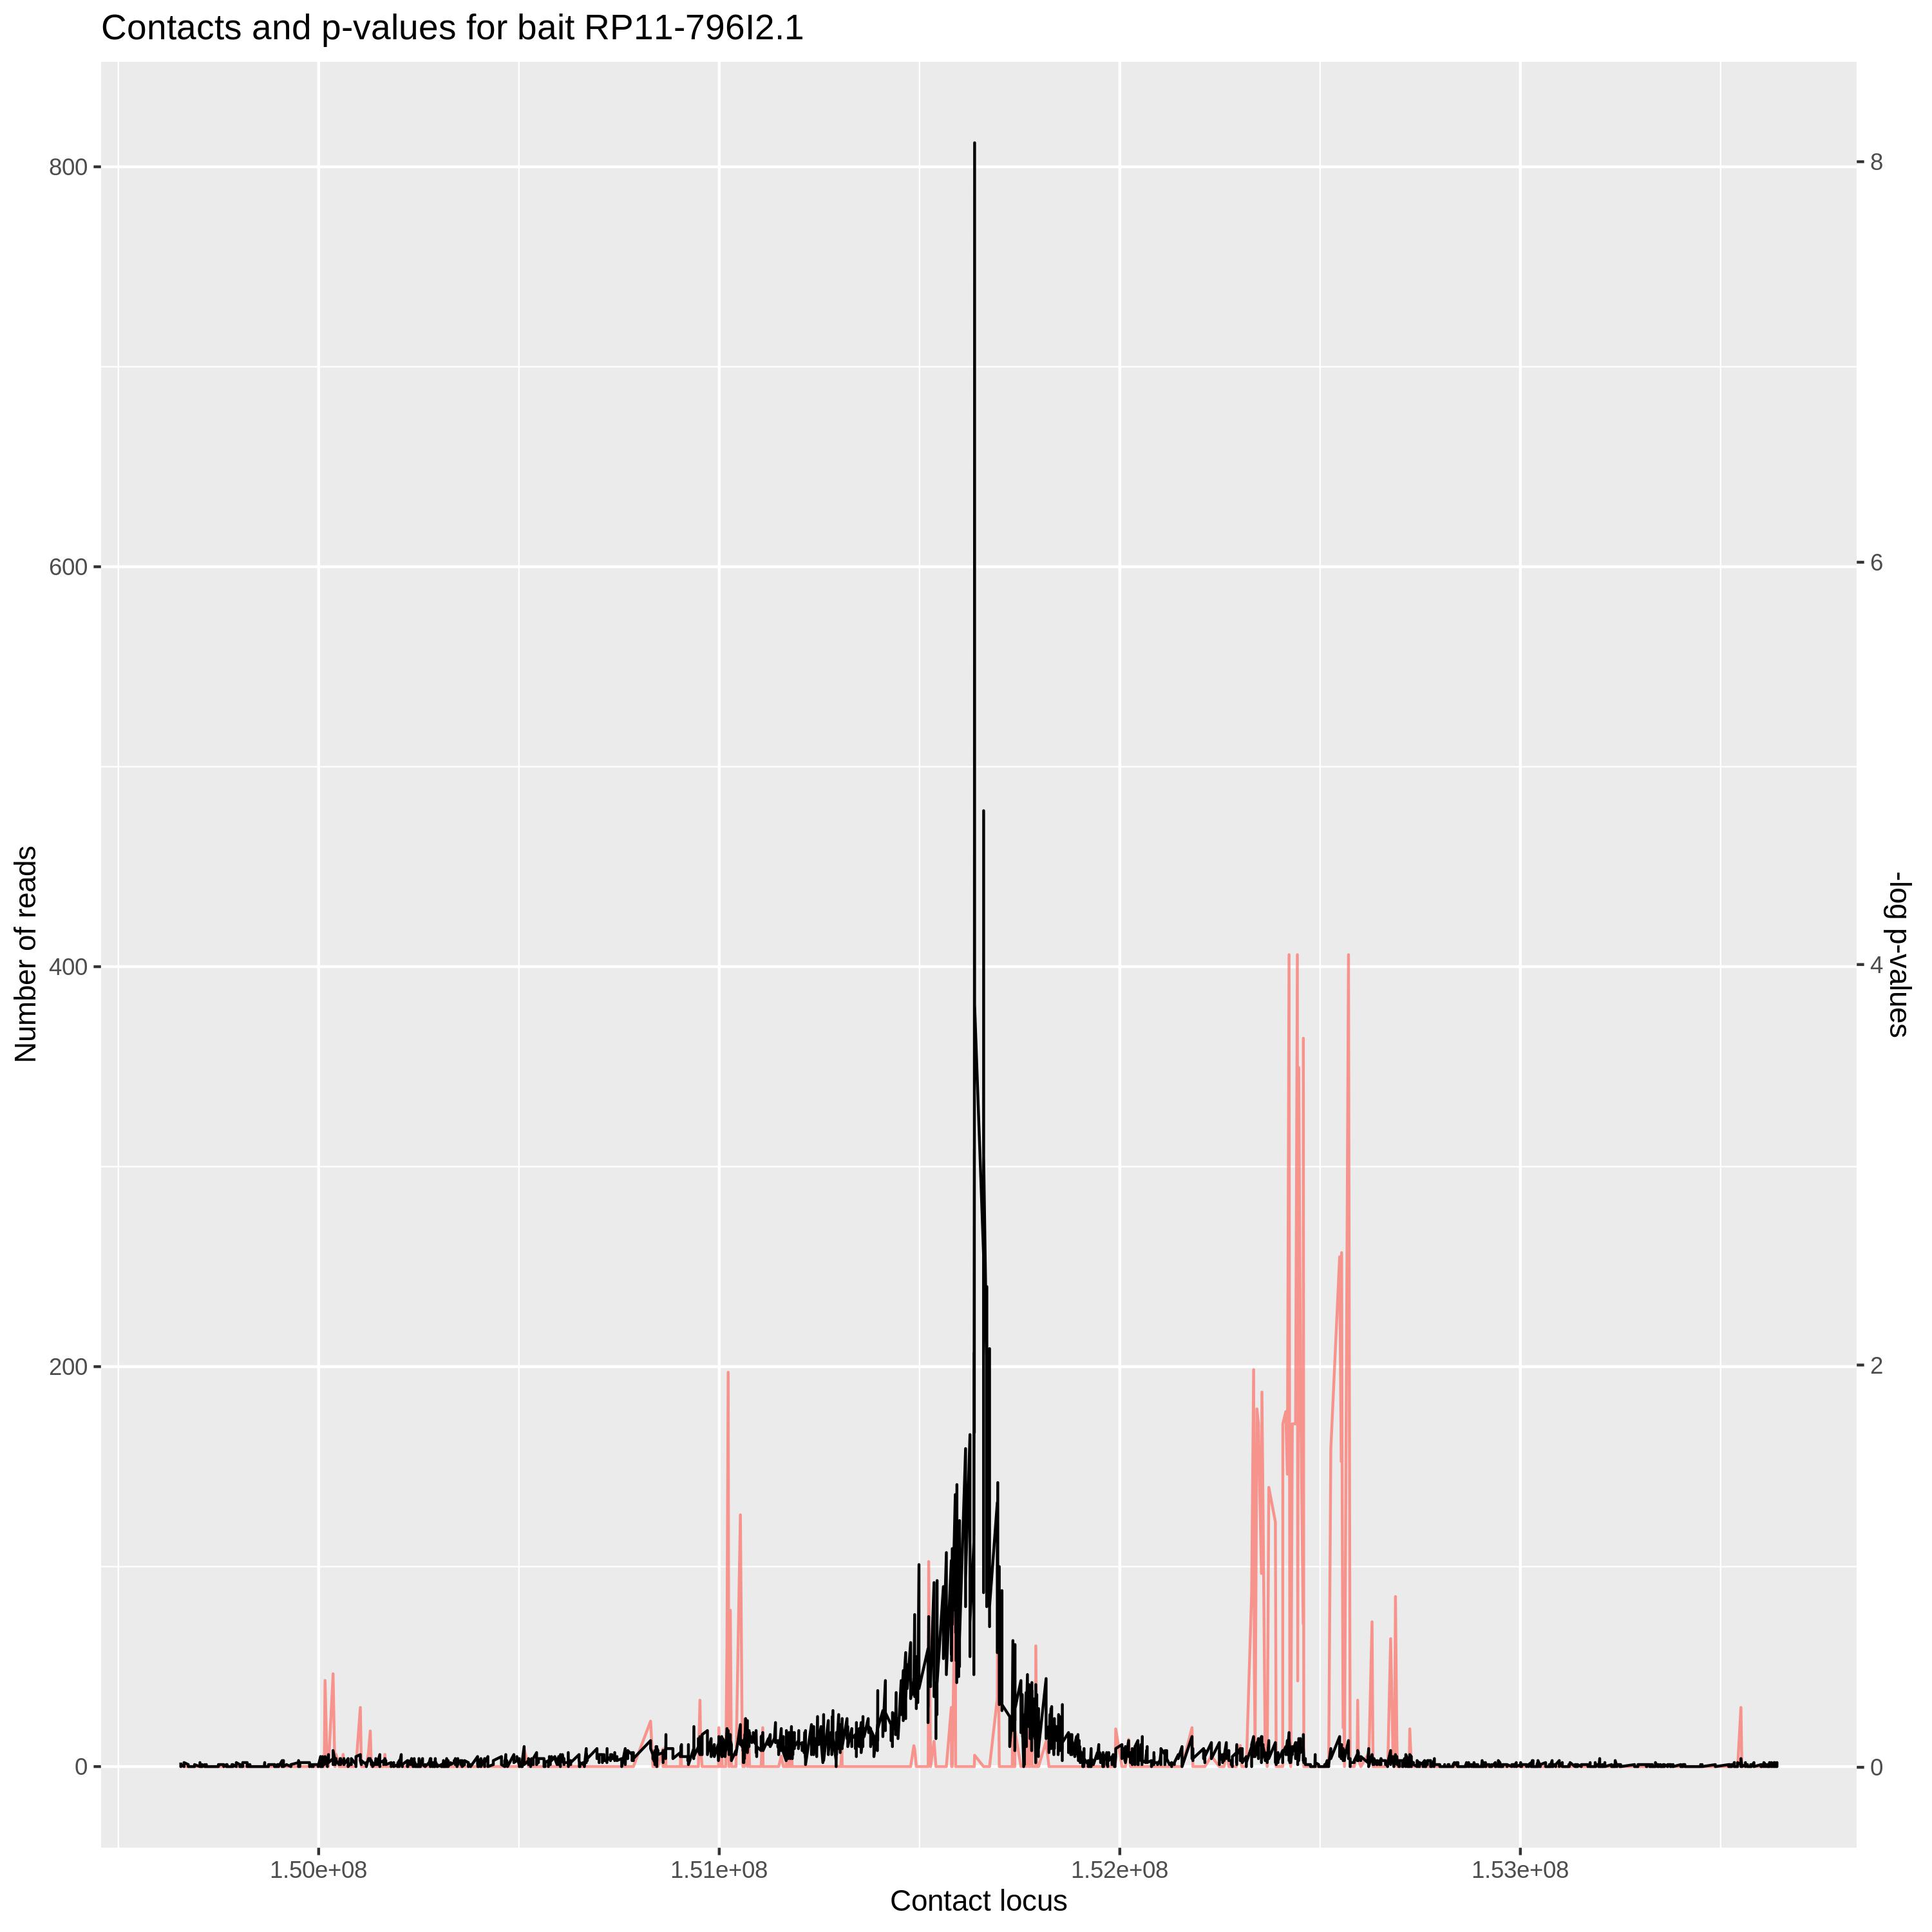 Contacts and p-values for bait RP11-796I2.1
800
600
400
200
0
Number of reads
8
6
4
2
0
-log p-values
1.50e+08
1.51e+08
1.52e+08
1.53e+08
Contact locus